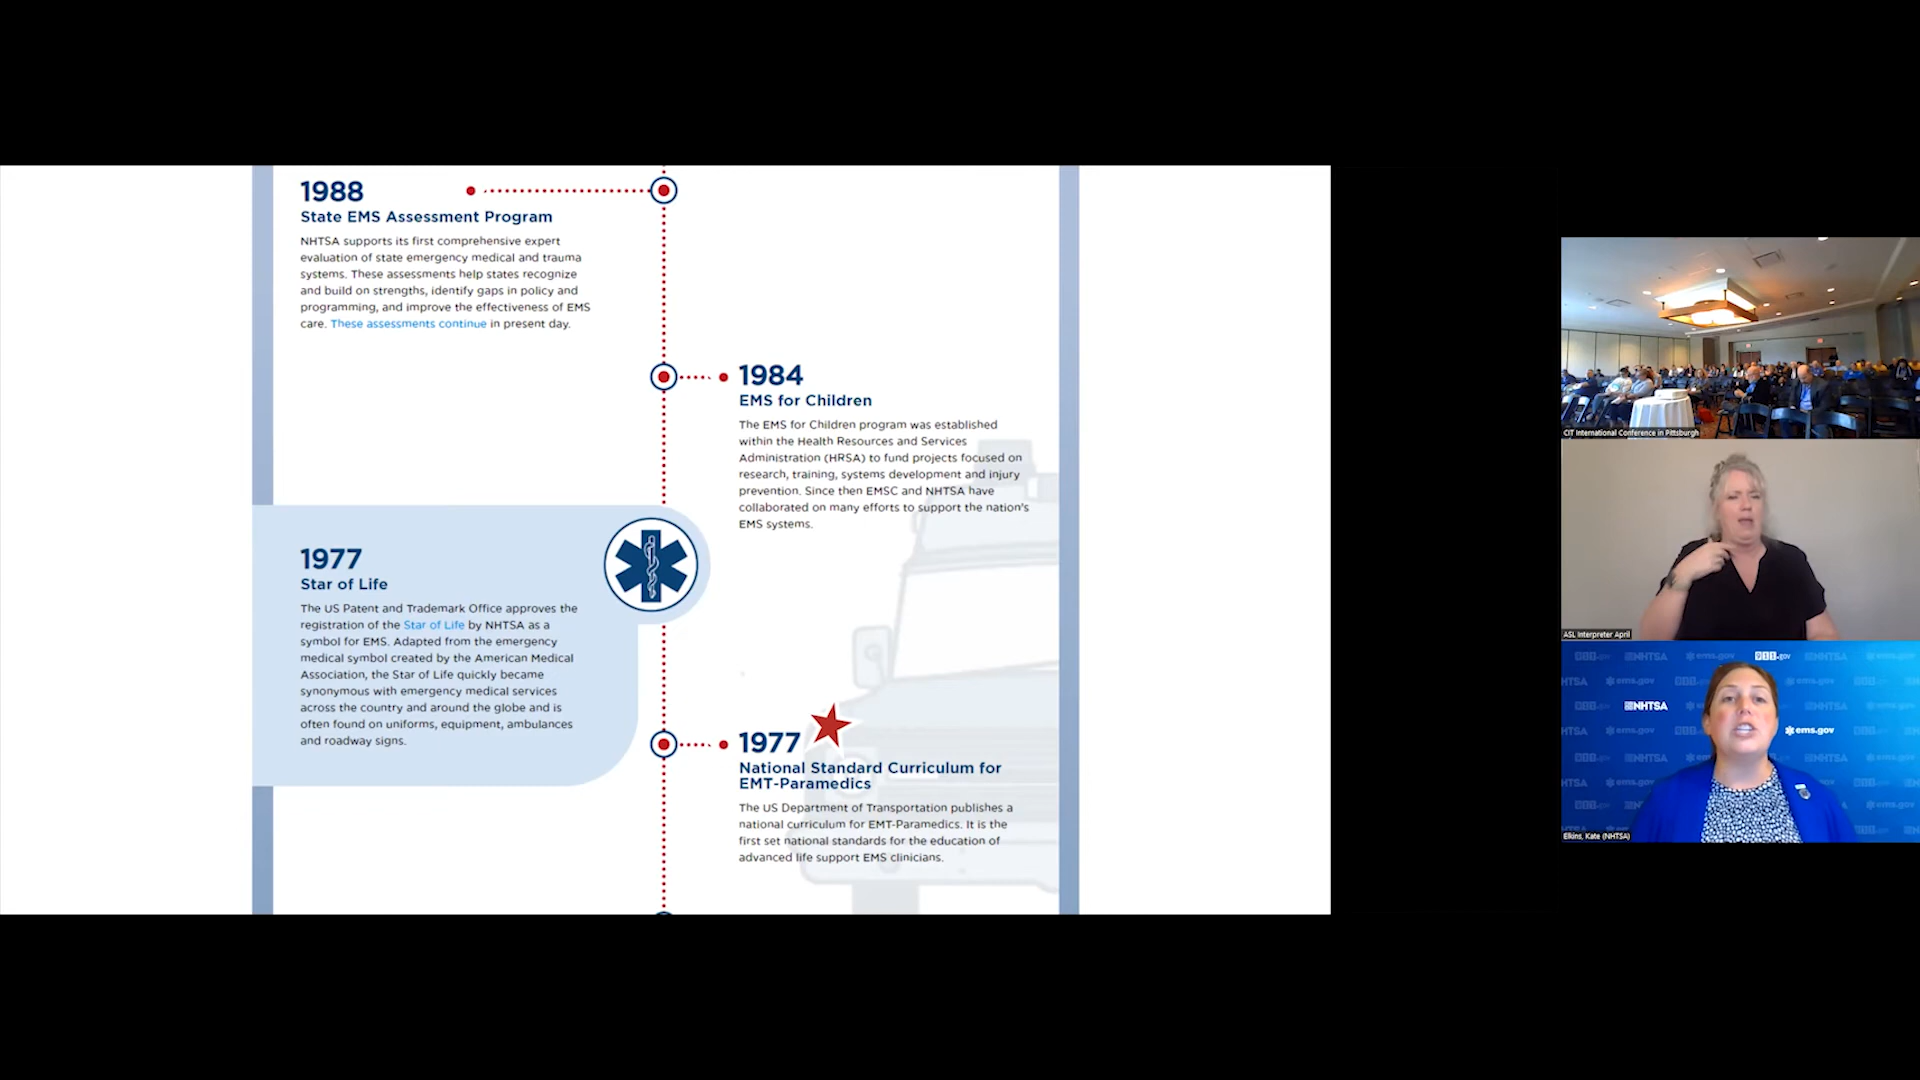 1988
State EMS Assessment Program
NHTSA supports its first comprehensive expert
evaluation of state emergency medical and trauma
systems. These assessments help states recognize
and build on strengths, identify gaps in policy and
programming, and improve the effectiveness of EMS
care. These assessments continue in present day.
1984
EMS for Children
The EMS for Children program was established
within the Health Resources and Services
Administration (HRSA) to fund projects focused on
research, training, systems development and injury
prevention. Since then EMSC and NHTSA have
collaborated on many efforts to support the nation's
EMS systems.
1977
Star of Life
The US Patent and Trademark Office approves the
registration of the Star of Life by NHTSA as a
symbol for EMS. Adapted from the emergency
medical symbol created by the American Medical
Association, the Star of Life quickly became
synonymous with emergency medical services
across the country and around the globe and is
often found on uniforms, equipment, ambulances
and roadway signs.
1977
National Standard Curriculum for
EMT-Paramedics
The US Department of Transportation publishes a
national curriculum for EMT-Paramedics. It is the
first set national standards for the education of
advanced life support EMS clinicians.
CIT International Conference in Pittsburgh
ASL Interpreter April
911.gov
NHTSA
ems.gov
Elkins, Kate (NHTSA)